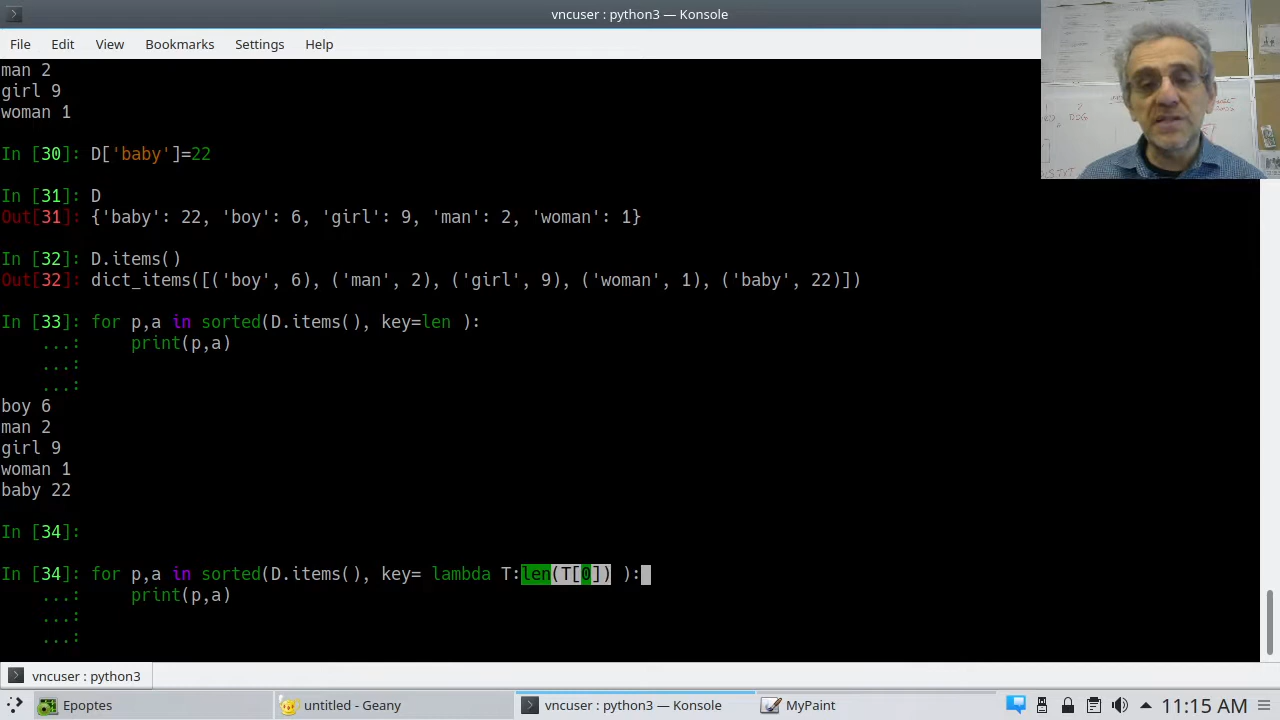 vncuser : python3 — Konsole
File Edit View Bookmarks Settings Help
man 2
girl 9
woman 1
In [30]: D['baby']=22
In [31]: D
Out[31]: {'baby': 22, 'boy': 6, 'girl': 9, 'man': 2, 'woman': 1}
In [32]: D.items()
Out[32]: dict_items([('boy', 6), ('man', 2), ('girl', 9), ('woman', 1), ('baby', 22)])
In [33]: for p,a in sorted(D.items(), key=len ):
...: print(p,a)
...:
...:
boy 6
man 2
girl 9
woman 1
baby 22
In [34]:
In [34]: for p,a in sorted(D.items(), key= lambda T:len(T[0]) ):
...: print(p,a)
...:
...:
vncuser : python3
Epoptes
untitled - Geany
vncuser : python3 — Konsole
MyPaint
11:15 AM
DOG